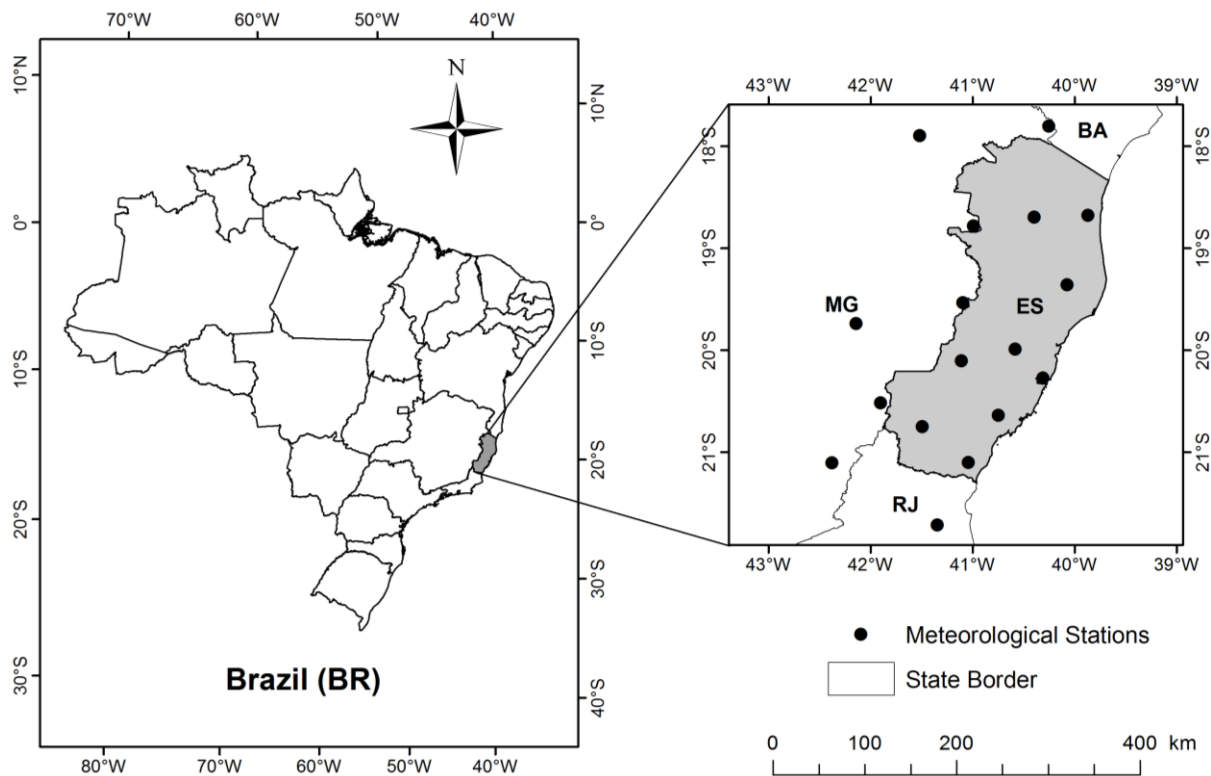 70°W 60°W 50°W 40°W
10°N
0°
10°S
20°S
30°S
N
10°N
0°
10°S
20°S
30°S
40°S
Brazil (BR)
80°W 70°W 60°W 50°W 40°W
43°W 42°W 41°W 40°W 39°W
18°S
19°S
20°S
21°S
BA
MG
ES
RJ
18°S
19°S
20°S
21°S
43°W 42°W 41°W 40°W 39°W
Meteorological Stations
State Border
0 100 200 400 km